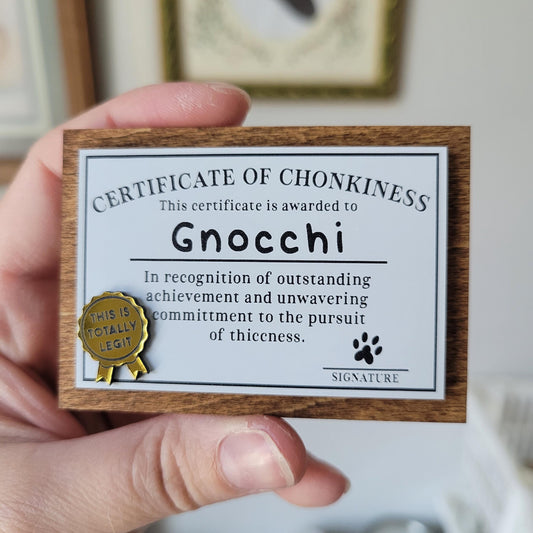 CERTIFICATE OF CHONKINESS
This certificate is awarded to
Gnocchi
In recognition of outstanding
achievement and unwavering
committment to the pursuit
of thiccness.
THIS IS
TOTALLY
LEGIT
SIGNATURE